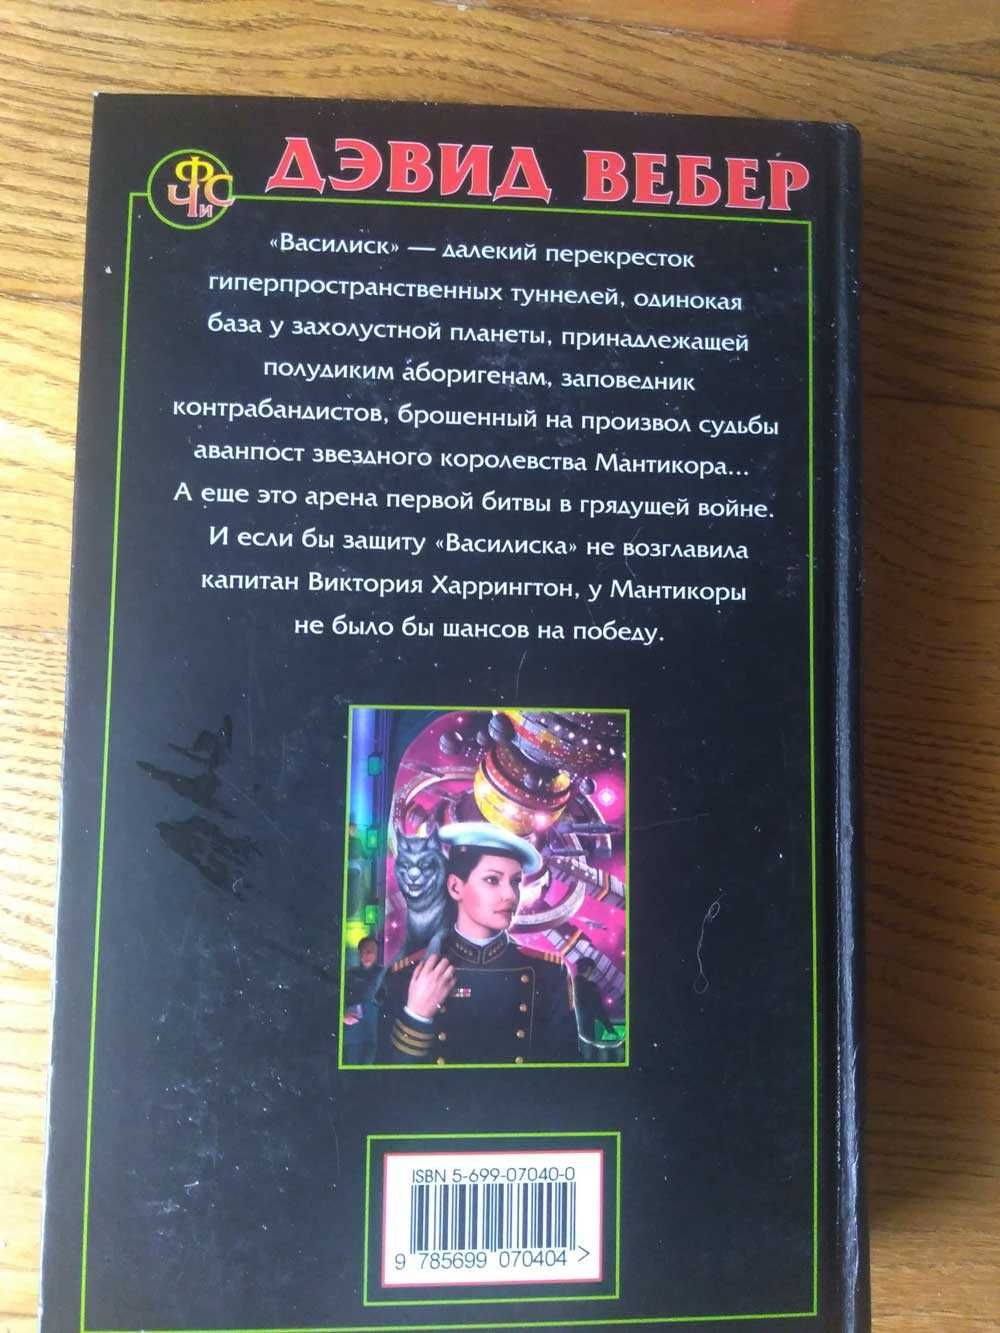 ДЭВИД ВЕБЕР
ЧФиС
«Василиск» — далекий перекресток
гиперпространственных туннелей, одинокая
база у захолустной планеты, принадлежащей
полудиким аборигенам, заповедник
контрабандистов, брошенный на произвол судьбы
аванпост звездного королевства Мантикора...
А еще это арена первой битвы в грядущей войне.
И если бы защиту «Василиска» не возглавила
капитан Виктория Харрингтон, у Мантикоры
не было бы шансов на победу.
ISBN 5-699-07040-0
9 785699 070404 >